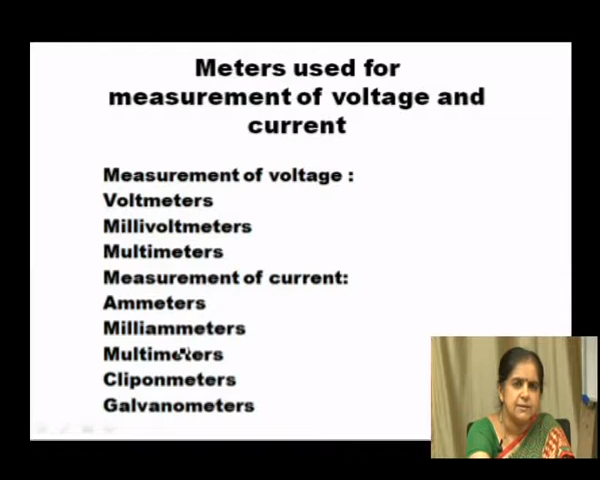 Meters used for
measurement of voltage and
current
Measurement of voltage :
Voltmeters
Millivoltmeters
Multimeters
Measurement of current:
Ammeters
Milliammeters
Multimeters
Cliponmeters
Galvanometers